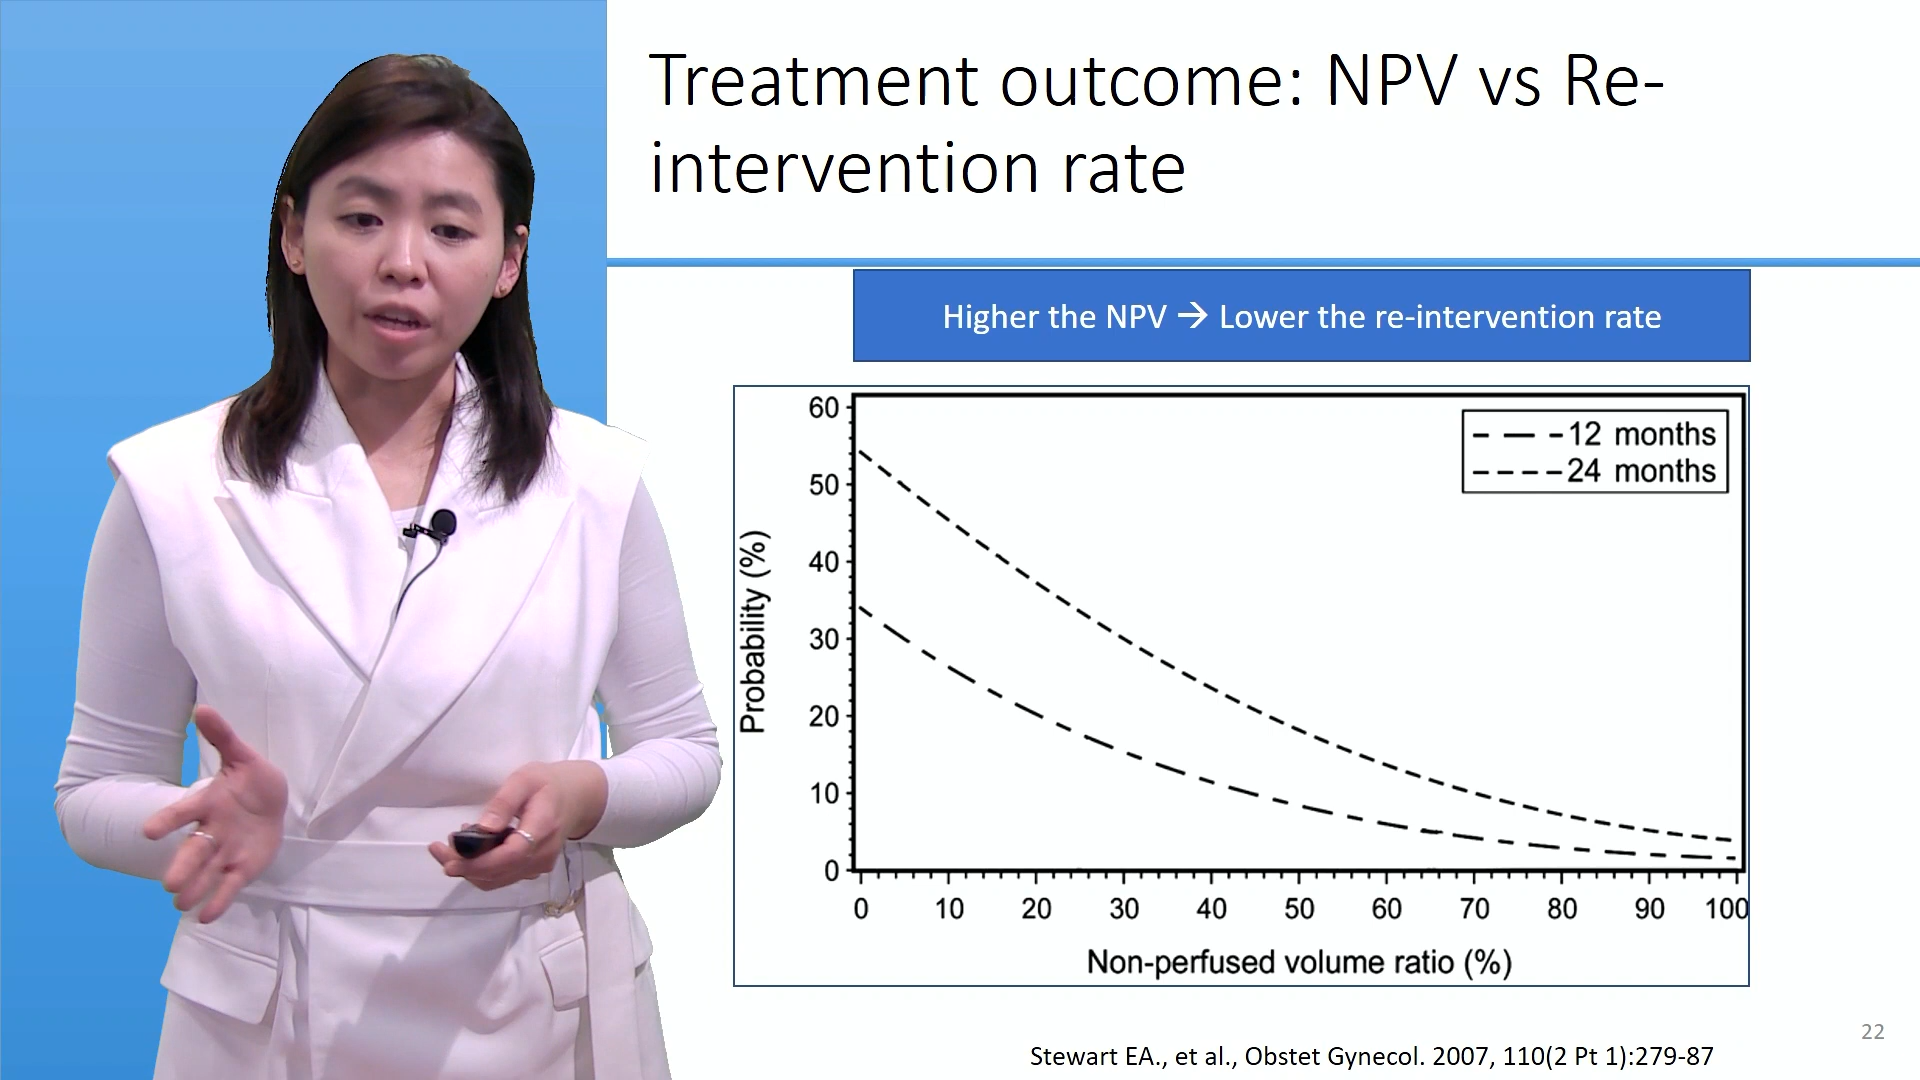 Treatment outcome: NPV vs Re-
intervention rate
Higher the NPV → Lower the re-intervention rate
60
50
40
30
20
10
0
Probability (%)
12 months
24 months
0 10 20 30 40 50 60 70 80 90 100
Non-perfused volume ratio (%)
22
Stewart EA., et al., Obstet Gynecol. 2007, 110(2 Pt 1):279-87